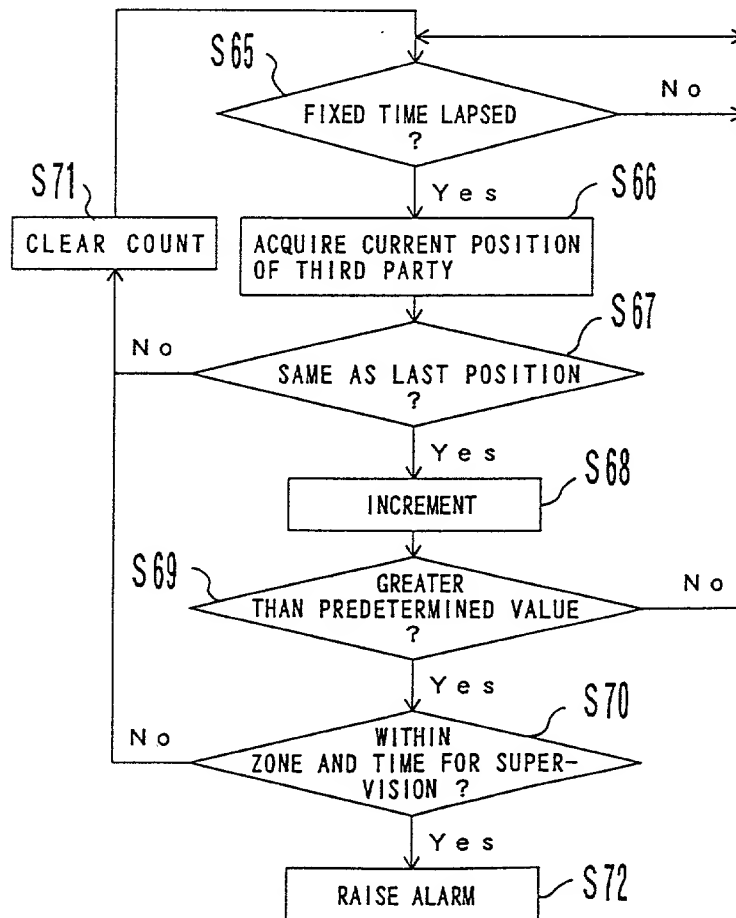 S65
FIXED TIME LAPSED
?
No
Yes
S71
CLEAR COUNT
S66
ACQUIRE CURRENT POSITION
OF THIRD PARTY
S67
No
SAME AS LAST POSITION
?
Yes
S68
INCREMENT
S69
GREATER
THAN PREDETERMINED VALUE
?
No
Yes
S70
No
WITHIN
ZONE AND TIME FOR SUPER-
VISION ?
Yes
S72
RAISE ALARM